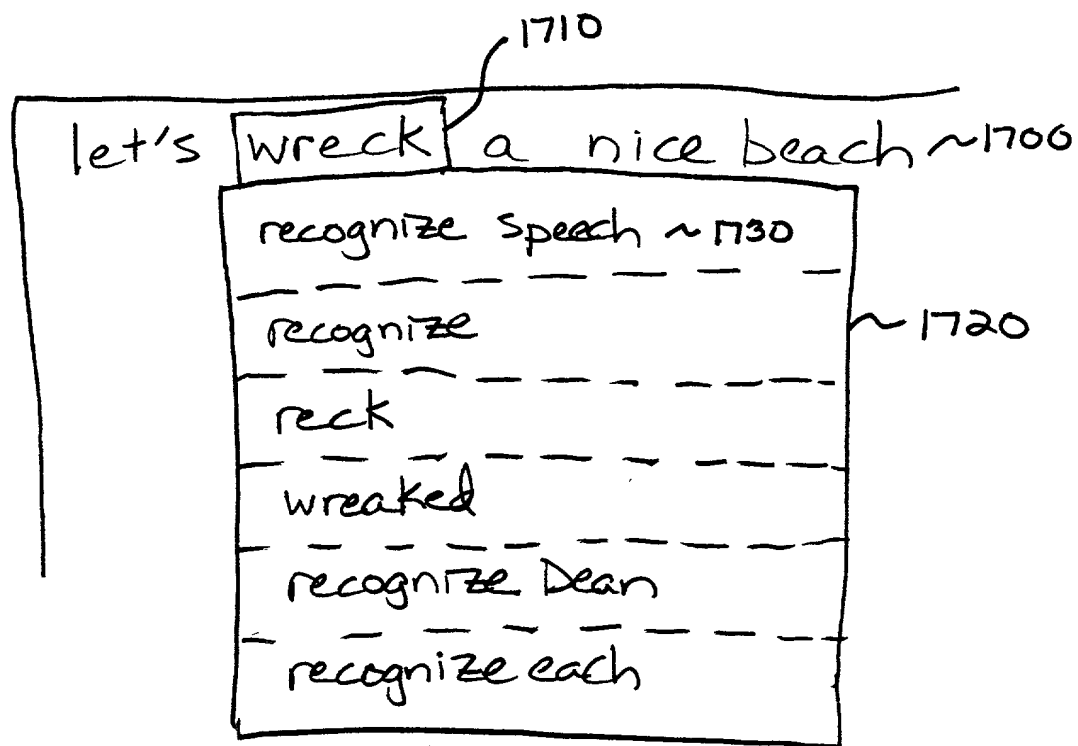 1710
let's wreck a nice beach ~1700
recognize speech ~1730
recognize
~1720
reck
wreaked
recognize Dean
recognize each